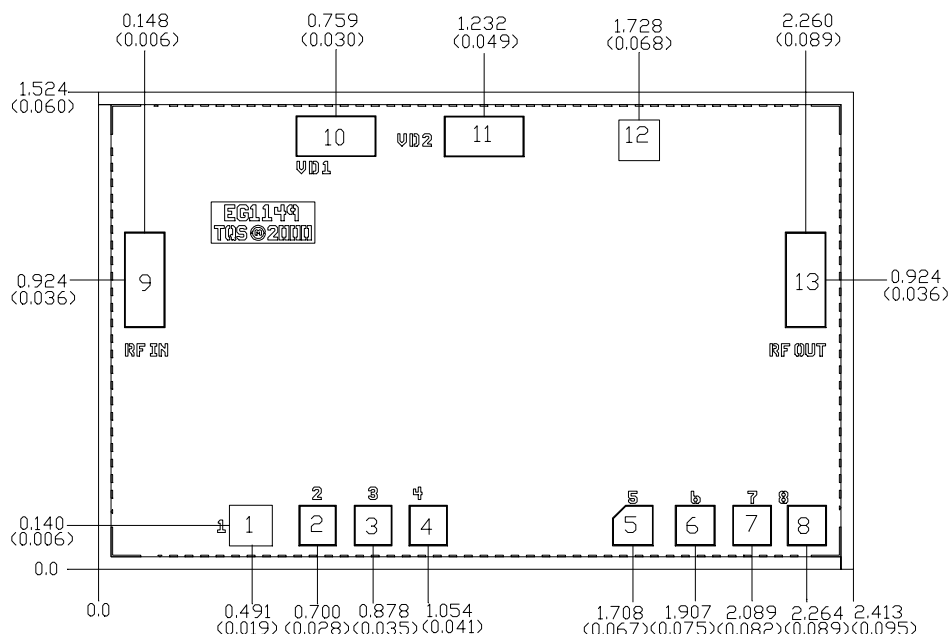 0.148 0.759 1.232 1.728 2.260
(0.006) (0.030) (0.049) (0.068) (0.089)
1.524
(0.060)
10 VD2 11 12
VD1
EG1149
TQS ® 2000
0.924 9 13 0.924
(0.036) (0.036)
RF IN RF OUT
2 3 4 5 6 7 8
0.140 1 1 2 3 4 5 6 7 8
(0.006)
0.0
0.0 0.491 0.700 0.878 1.054 1.708 1.907 2.089 2.264 2.413
(0.019) (0.028) (0.035) (0.041) (0.067) (0.075) (0.082) (0.089) (0.095)